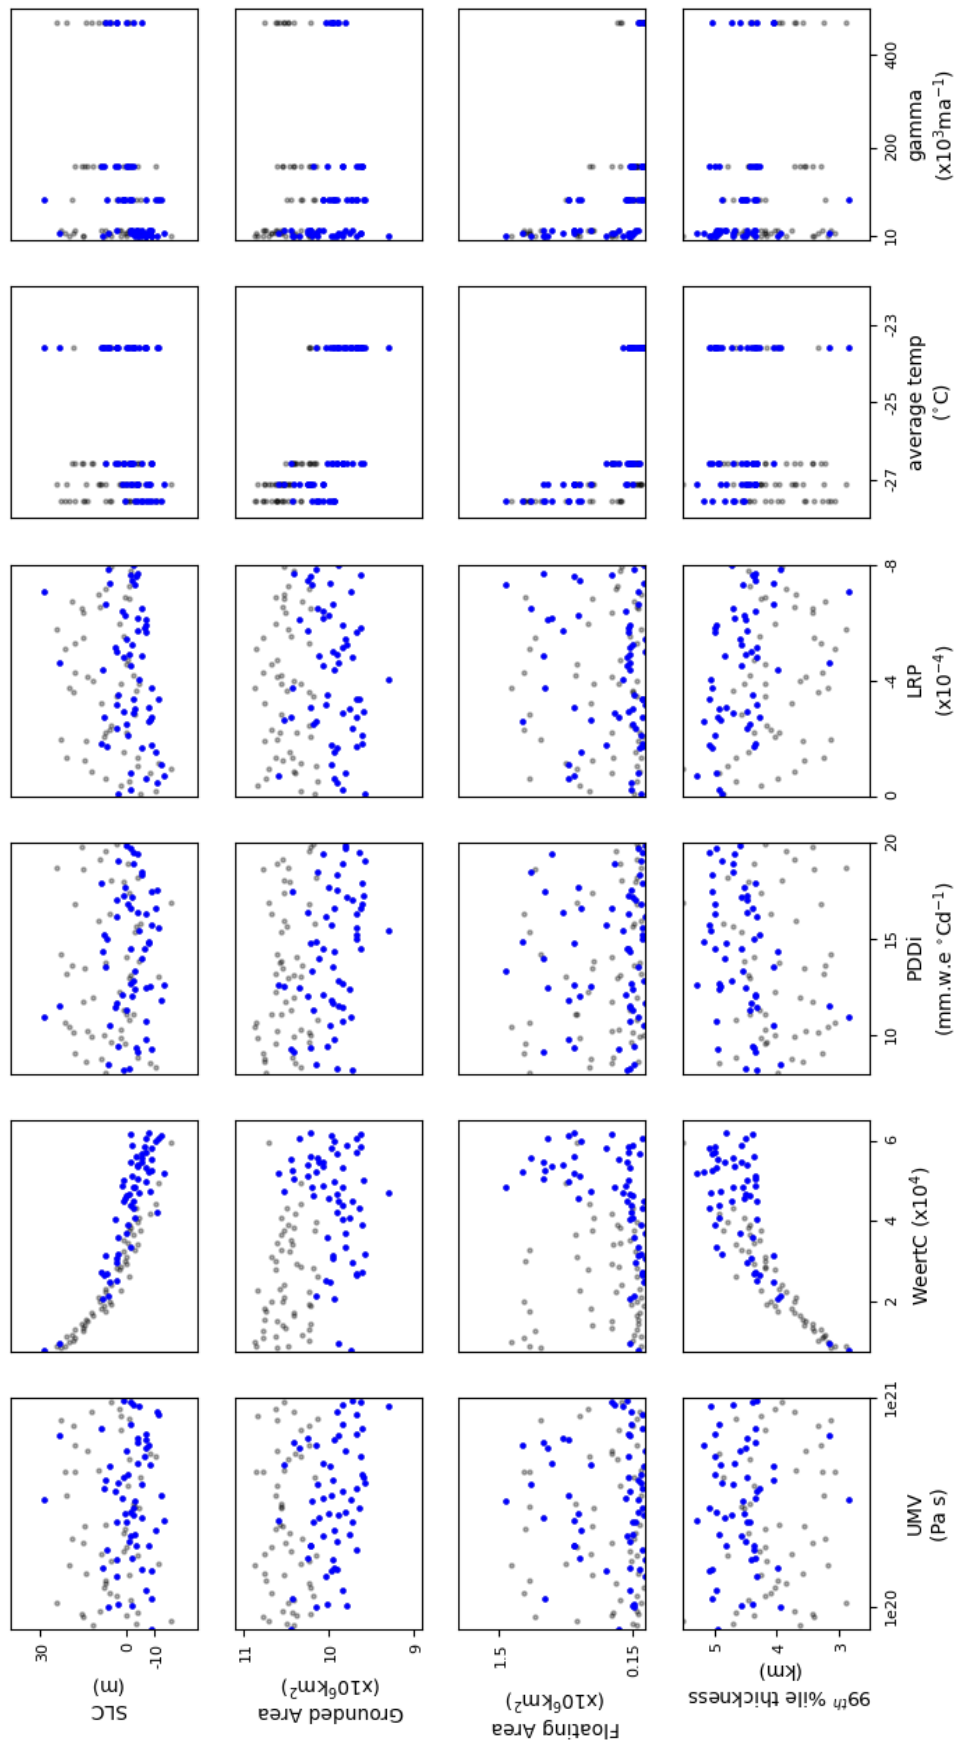 SLC
(m)
30
0
-10
Grounded Area
(x10⁶km²)
11
10
9
Floating Area
(x10⁶km²)
1.5
0.15
99ᵗʰ %ile thickness
(km)
5
4
3
1e20
1e21
UMV
(Pa s)
2
4
6
WeertC (x10⁴)
10
15
20
PDDi
(mm.w.e°Cd⁻¹)
0
-4
-8
LRP
(x10⁻⁴)
-27
-25
-23
average temp
(°C)
10
200
400
gamma
(x10³ma⁻¹)